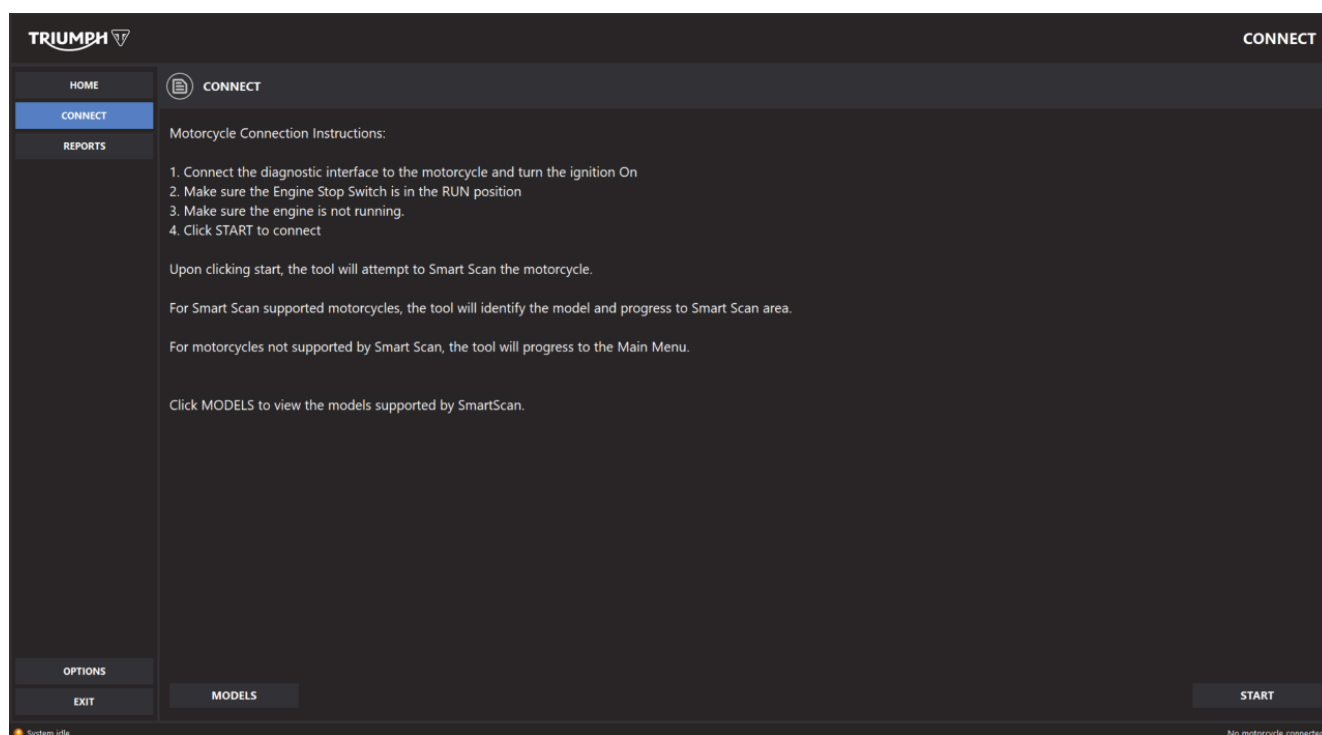 TRIUMPH
CONNECT
HOME
CONNECT
REPORTS
CONNECT
Motorcycle Connection Instructions:
1. Connect the diagnostic interface to the motorcycle and turn the ignition On
2. Make sure the Engine Stop Switch is in the RUN position
3. Make sure the engine is not running.
4. Click START to connect
Upon clicking start, the tool will attempt to Smart Scan the motorcycle.
For Smart Scan supported motorcycles, the tool will identify the model and progress to Smart Scan area.
For motorcycles not supported by Smart Scan, the tool will progress to the Main Menu.
Click MODELS to view the models supported by SmartScan.
OPTIONS
EXIT
MODELS
START
System idle
No motorcycle connected